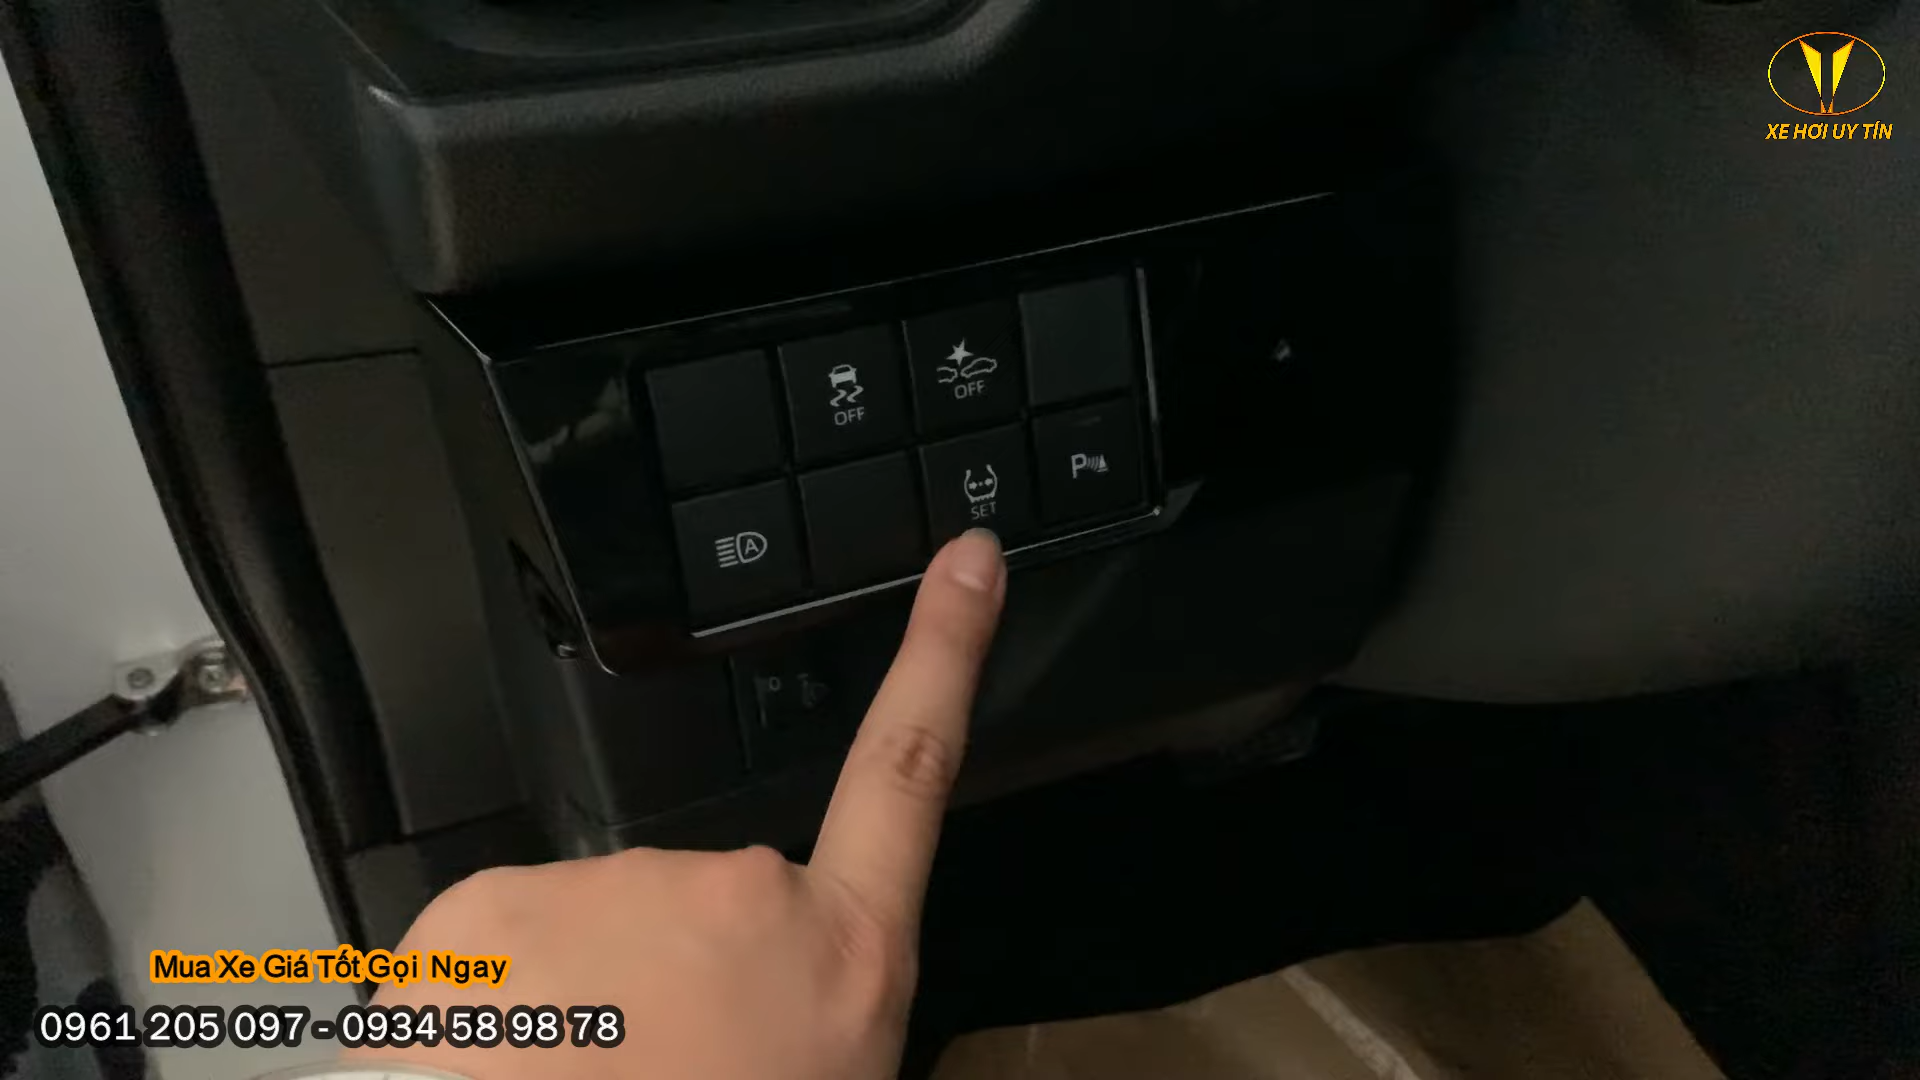 XE HƠI UY TÍN
OFF
OFF
A
SET
P
0
Mua Xe Giá Tốt Gọi Ngay
0961 205 097 - 0934 58 98 78